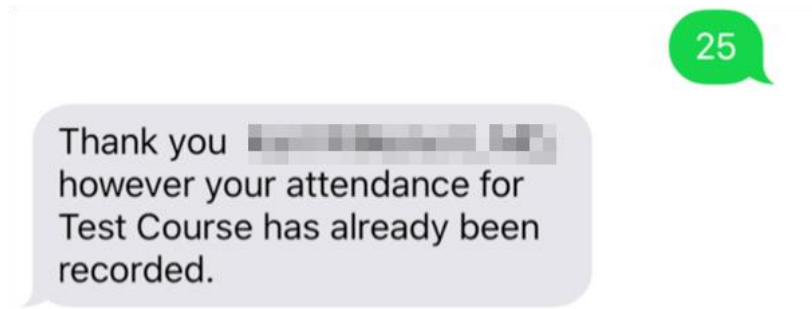 25
Thank you
however your attendance for
Test Course has already been
recorded.